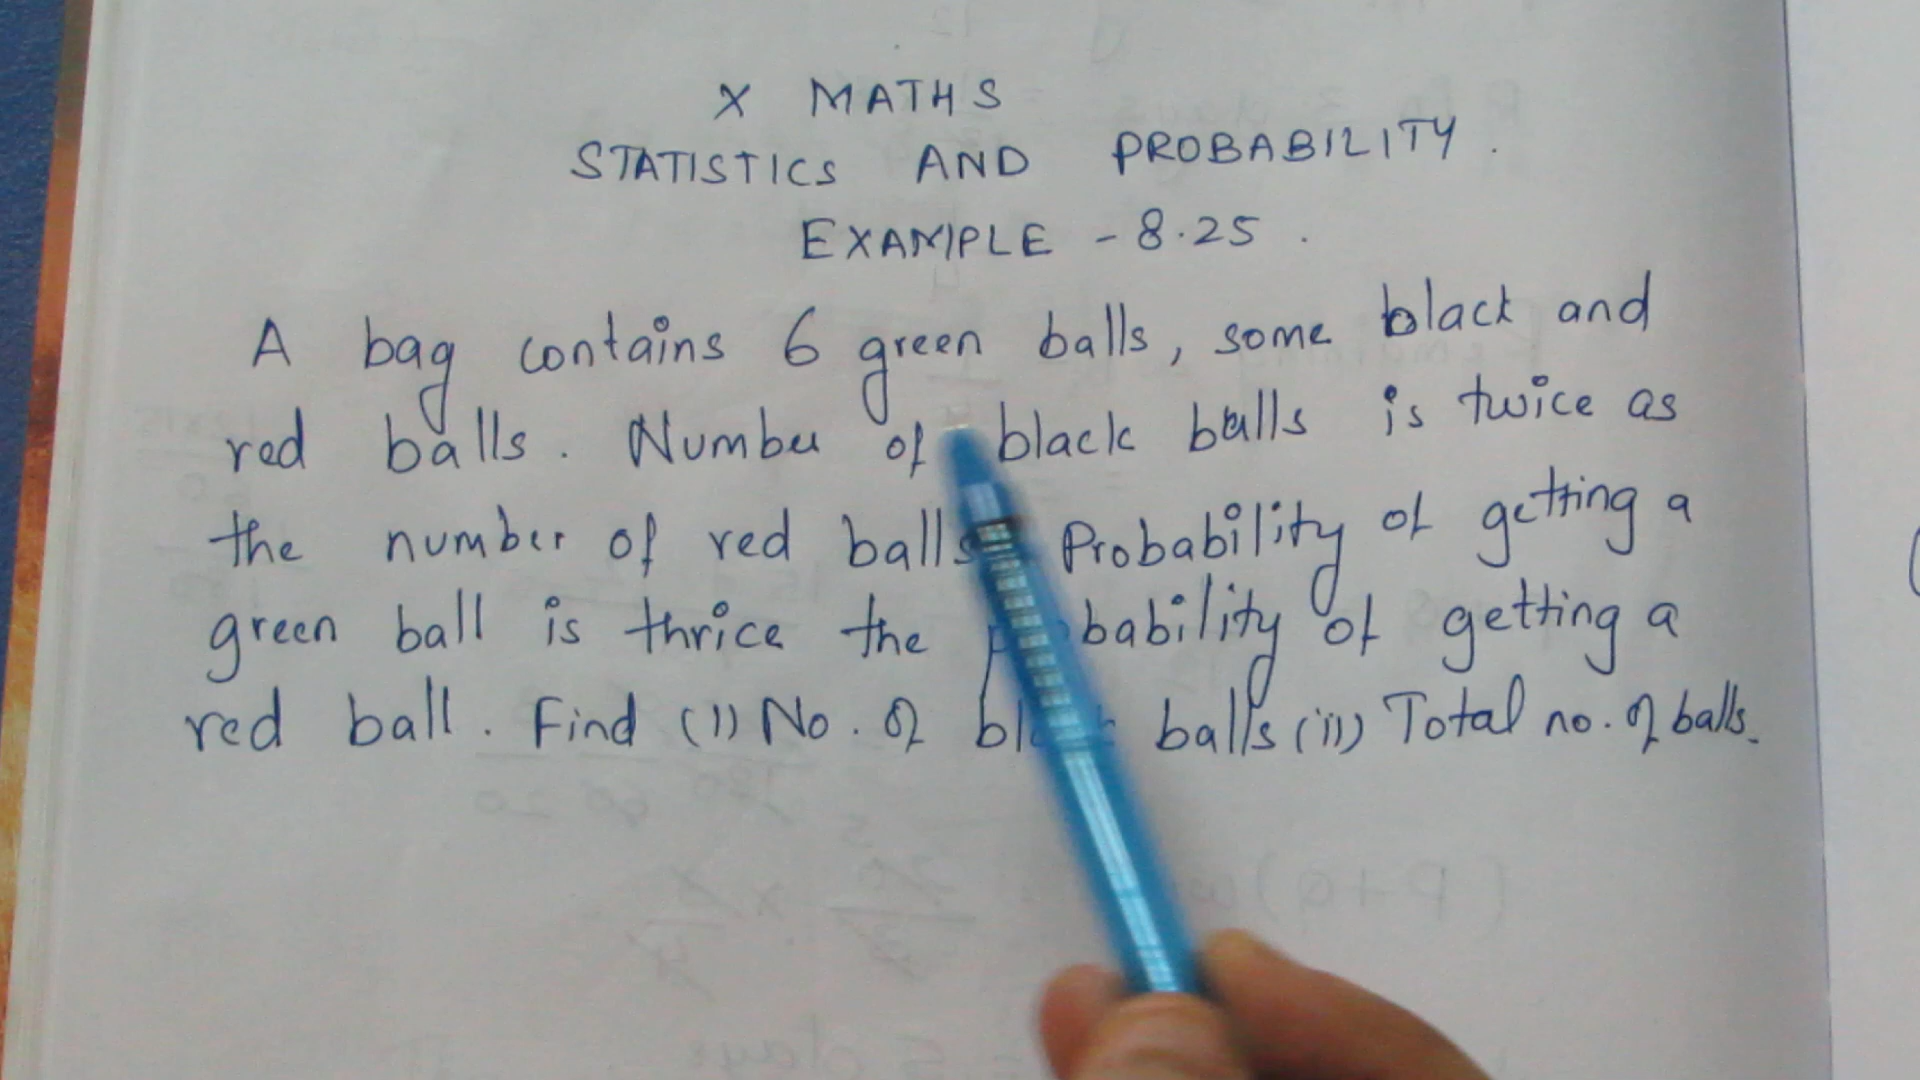 X MATHS
STATISTICS AND PROBABILITY.
EXAMPLE - 8.25.
A bag contains 6 green balls, some black and
red balls. Number of black balls is twice as
the number of red balls Probability of getting a
green ball is thrice the of getting a
red ball. Find (i) No. of balls (ii) Total no. of balls.